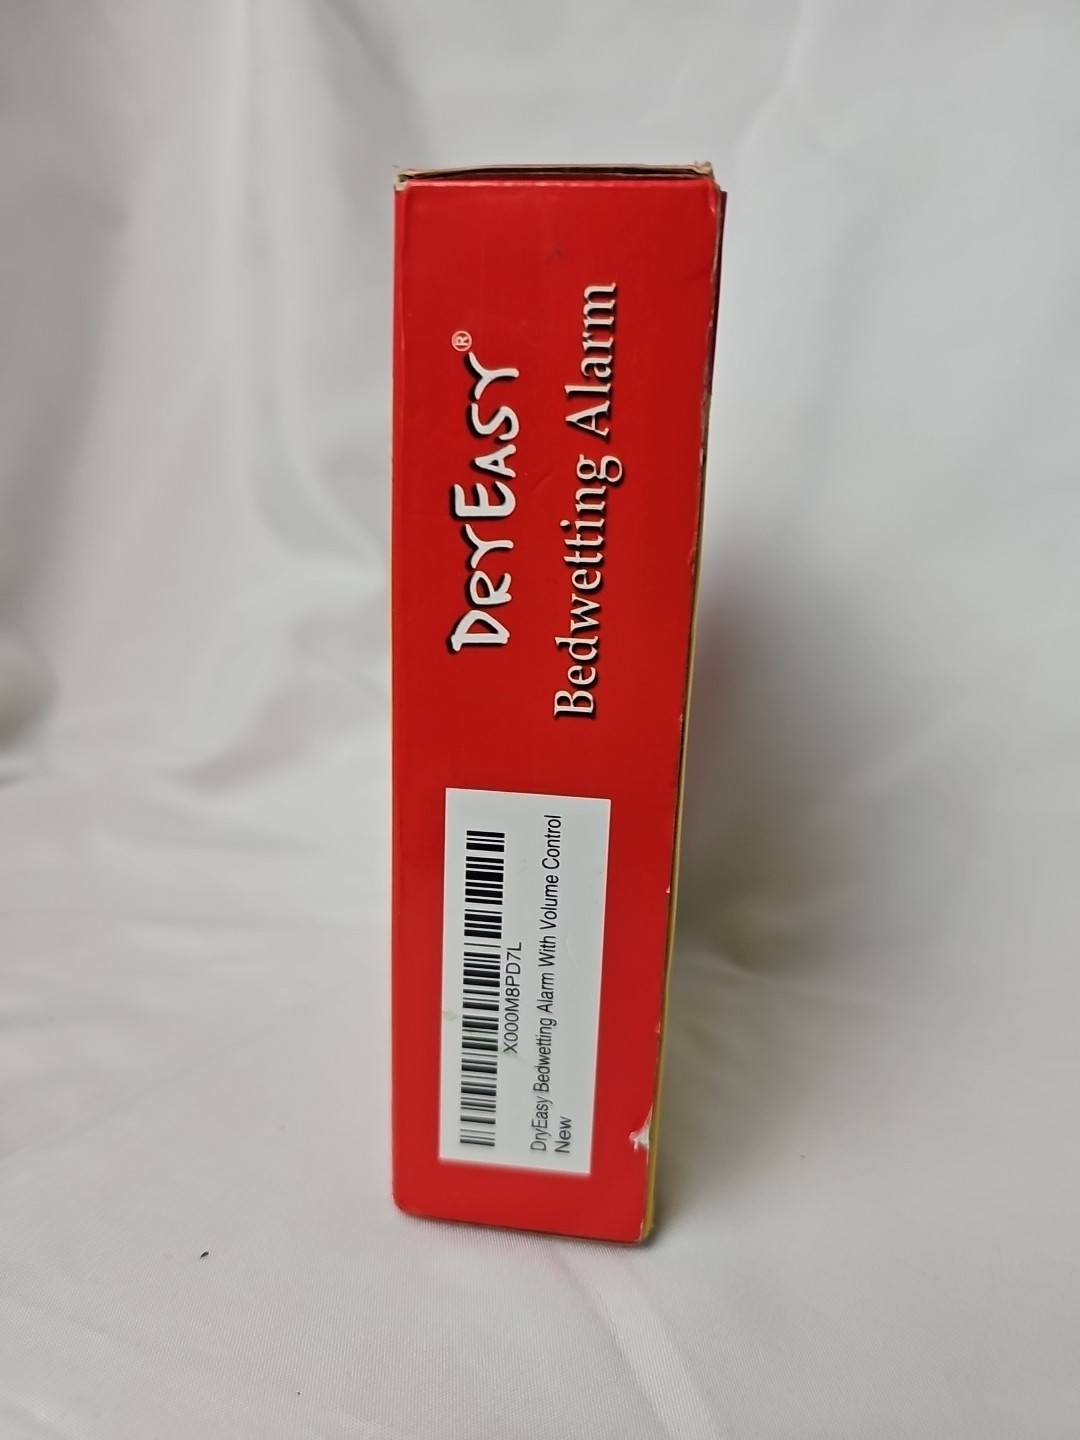 DRYEASY®
Bedwetting Alarm
X000M8PD7L
DryEasy Bedwetting Alarm With Volume Control
New